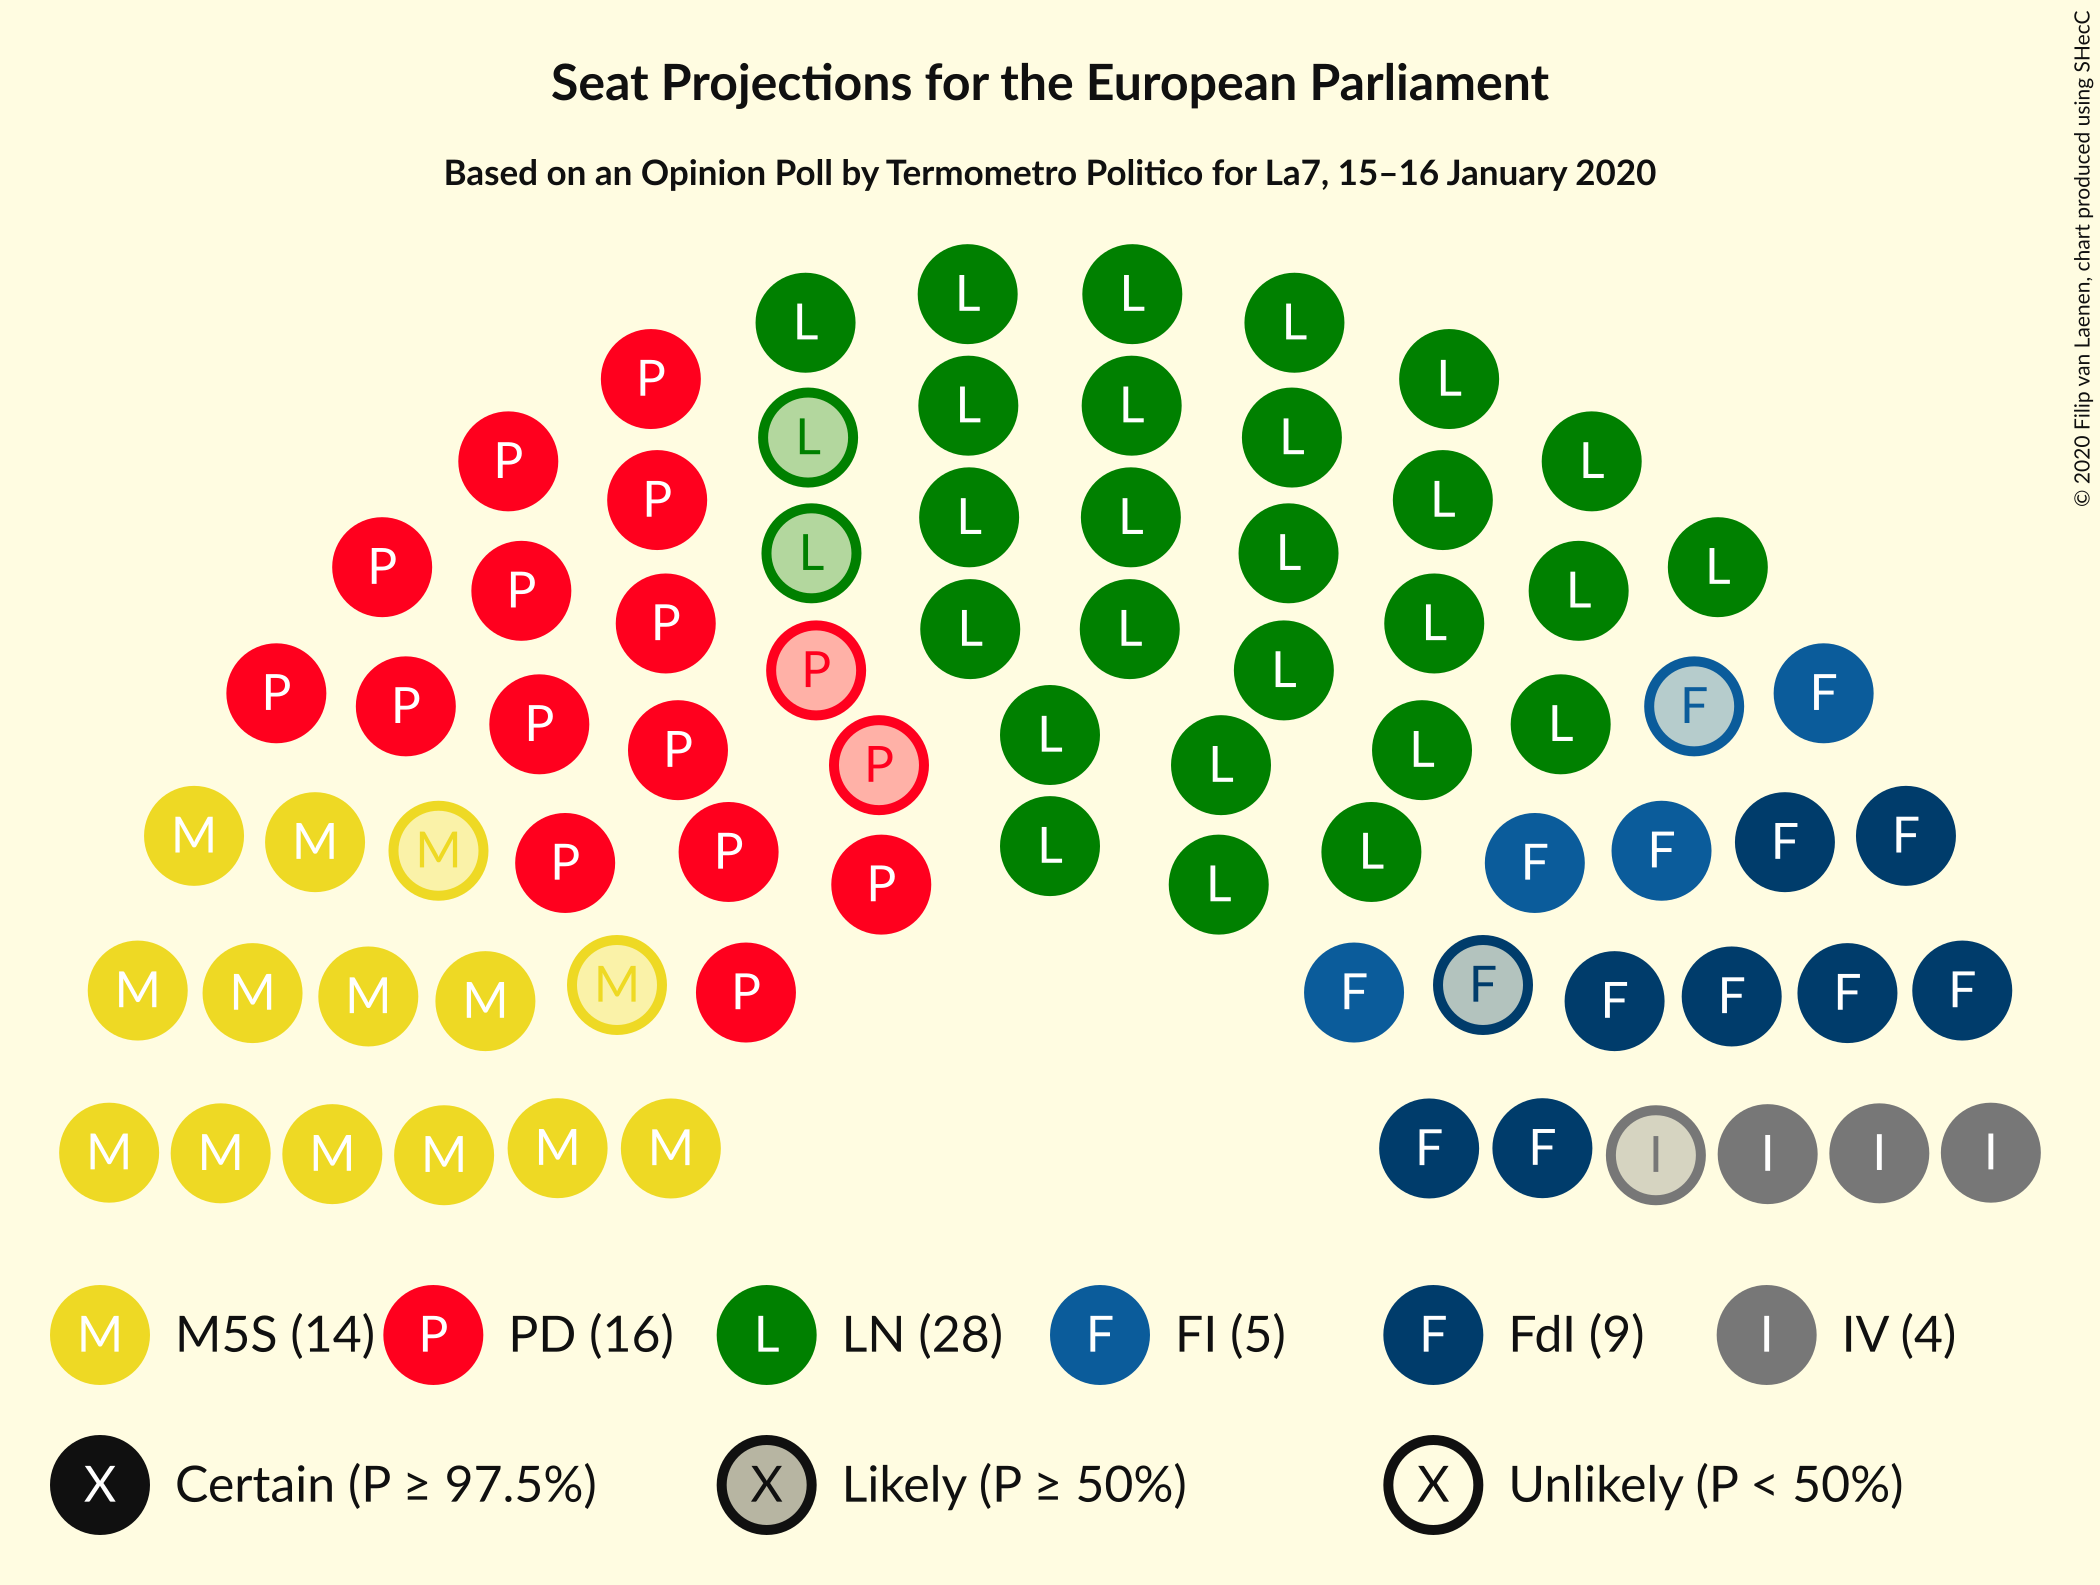 Seat Projections for the European Parliament
Based on an Opinion Poll by Termometro Politico for La7, 15–16 January 2020
© 2020 Filip van Laenen, chart produced using SHecC
L L L L
P L
P L L L
P L
P L L L
P L L L
P P L L L
P P L L
P L L L
P P P P F F
P L L
P L L L
M M M P P L L F F F F
P L
M M M M M P F F F F F F
M M M M M M F F I I I I
M M5S (14) P PD (16) L LN (28) F FI (5) F FdI (9) I IV (4)
X Certain (P ≥ 97.5%) X Likely (P ≥ 50%) X Unlikely (P < 50%)